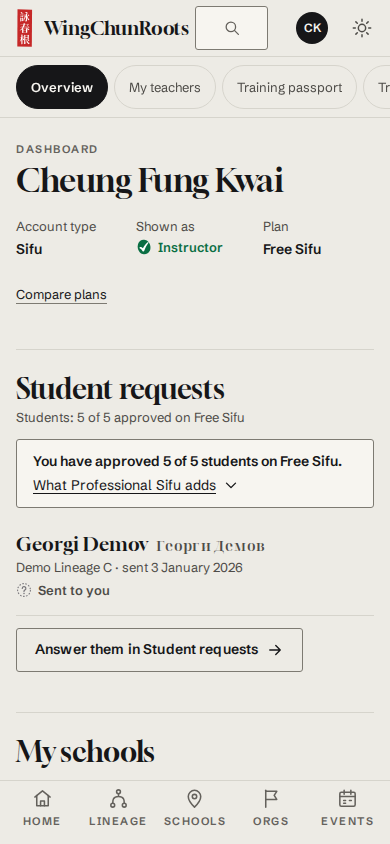 詠春根
WingChunRoots
CK
Overview
My teachers
Training passport
Tr
DASHBOARD
Cheung Fung Kwai
Account type
Shown as
Plan
Sifu
Instructor
Free Sifu
Compare plans
Student requests
Students: 5 of 5 approved on Free Sifu
You have approved 5 of 5 students on Free Sifu.
What Professional Sifu adds
Georgi Demov Георги Демов
Demo Lineage C · sent 3 January 2026
Sent to you
Answer them in Student requests
My schools
HOME
LINEAGE
SCHOOLS
ORGS
EVENTS